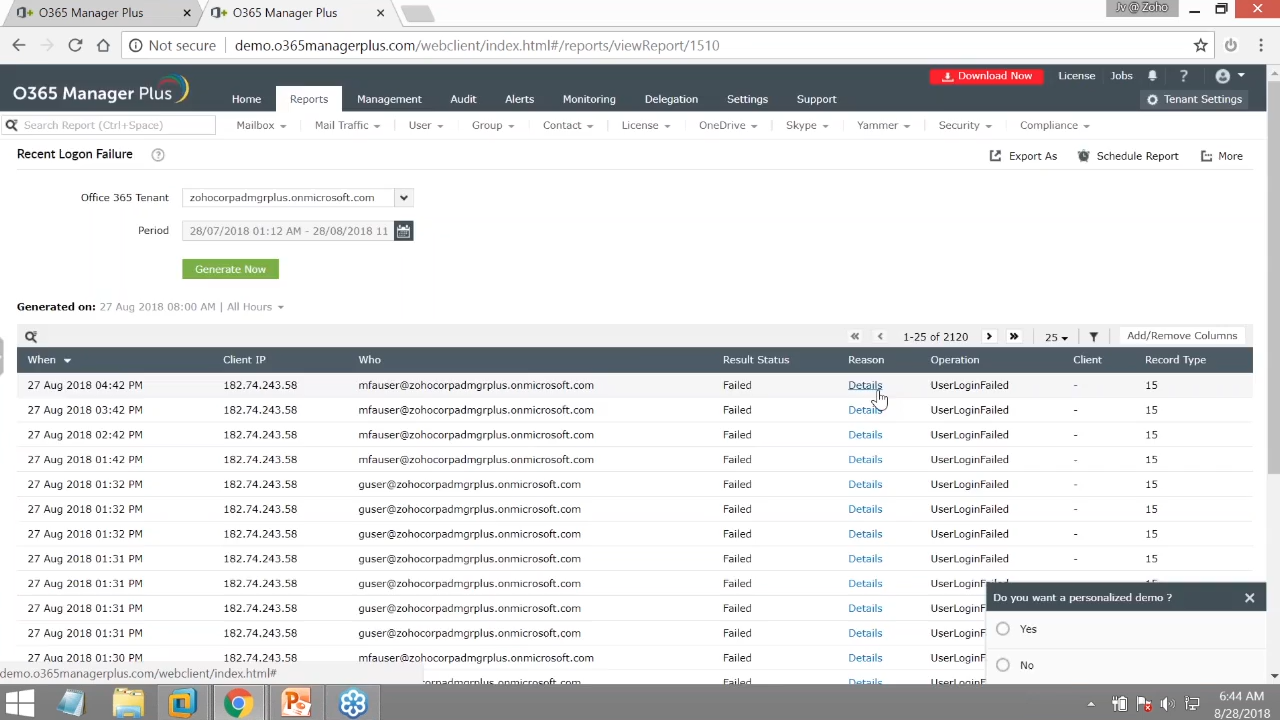 O365 Manager Plus
O365 Manager Plus
Jv @ Zoho
Not secure demo.o365managerplus.com/webclient/index.html#/reports/viewReport/1510
O365 Manager Plus
Download Now License Jobs ?
Home Reports Management Audit Alerts Monitoring Delegation Settings Support Tenant Settings
Search Report (Ctrl+Space) Mailbox Mail Traffic User Group Contact License OneDrive Skype Yammer Security Compliance
Recent Logon Failure ? Export As Schedule Report More
Office 365 Tenant zohocorpadmgrplus.onmicrosoft.com
Period 28/07/2018 01:12 AM - 28/08/2018 11
Generate Now
Generated on: 27 Aug 2018 08:00 AM | All Hours
1-25 of 2120 25 Add/Remove Columns
When Client IP Who Result Status Reason Operation Client Record Type
27 Aug 2018 04:42 PM 182.74.243.58 mfauser@zohocorpadmgrplus.onmicrosoft.com Failed Details UserLoginFailed - 15
27 Aug 2018 03:42 PM 182.74.243.58 mfauser@zohocorpadmgrplus.onmicrosoft.com Failed Details UserLoginFailed - 15
27 Aug 2018 02:42 PM 182.74.243.58 mfauser@zohocorpadmgrplus.onmicrosoft.com Failed Details UserLoginFailed - 15
27 Aug 2018 01:42 PM 182.74.243.58 mfauser@zohocorpadmgrplus.onmicrosoft.com Failed Details UserLoginFailed - 15
27 Aug 2018 01:32 PM 182.74.243.58 guser@zohocorpadmgrplus.onmicrosoft.com Failed Details UserLoginFailed - 15
27 Aug 2018 01:32 PM 182.74.243.58 guser@zohocorpadmgrplus.onmicrosoft.com Failed Details UserLoginFailed - 15
27 Aug 2018 01:32 PM 182.74.243.58 guser@zohocorpadmgrplus.onmicrosoft.com Failed Details UserLoginFailed - 15
27 Aug 2018 01:31 PM 182.74.243.58 guser@zohocorpadmgrplus.onmicrosoft.com Failed Details UserLoginFailed - 15
27 Aug 2018 01:31 PM 182.74.243.58 guser@zohocorpadmgrplus.onmicrosoft.com Failed Details UserLoginFailed - 15
27 Aug 2018 01:31 PM 182.74.243.58 guser@zohocorpadmgrplus.onmicrosoft.com Failed Details
27 Aug 2018 01:31 PM 182.74.243.58 guser@zohocorpadmgrplus.onmicrosoft.com Failed Details
27 Aug 2018 01:30 PM 182.74.243.58 mfauser@zohocorpadmgrplus.onmicrosoft.com Failed Details
Do you want a personalized demo ?
Yes
No
demo.o365managerplus.com/webclient/index.html#
6:44 AM
8/28/2018